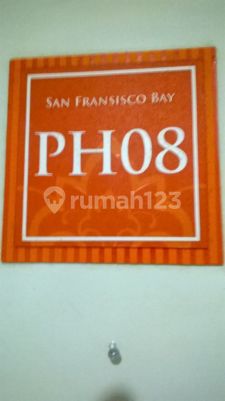 SAN FRANSISCO BAY
PH08
rumah123